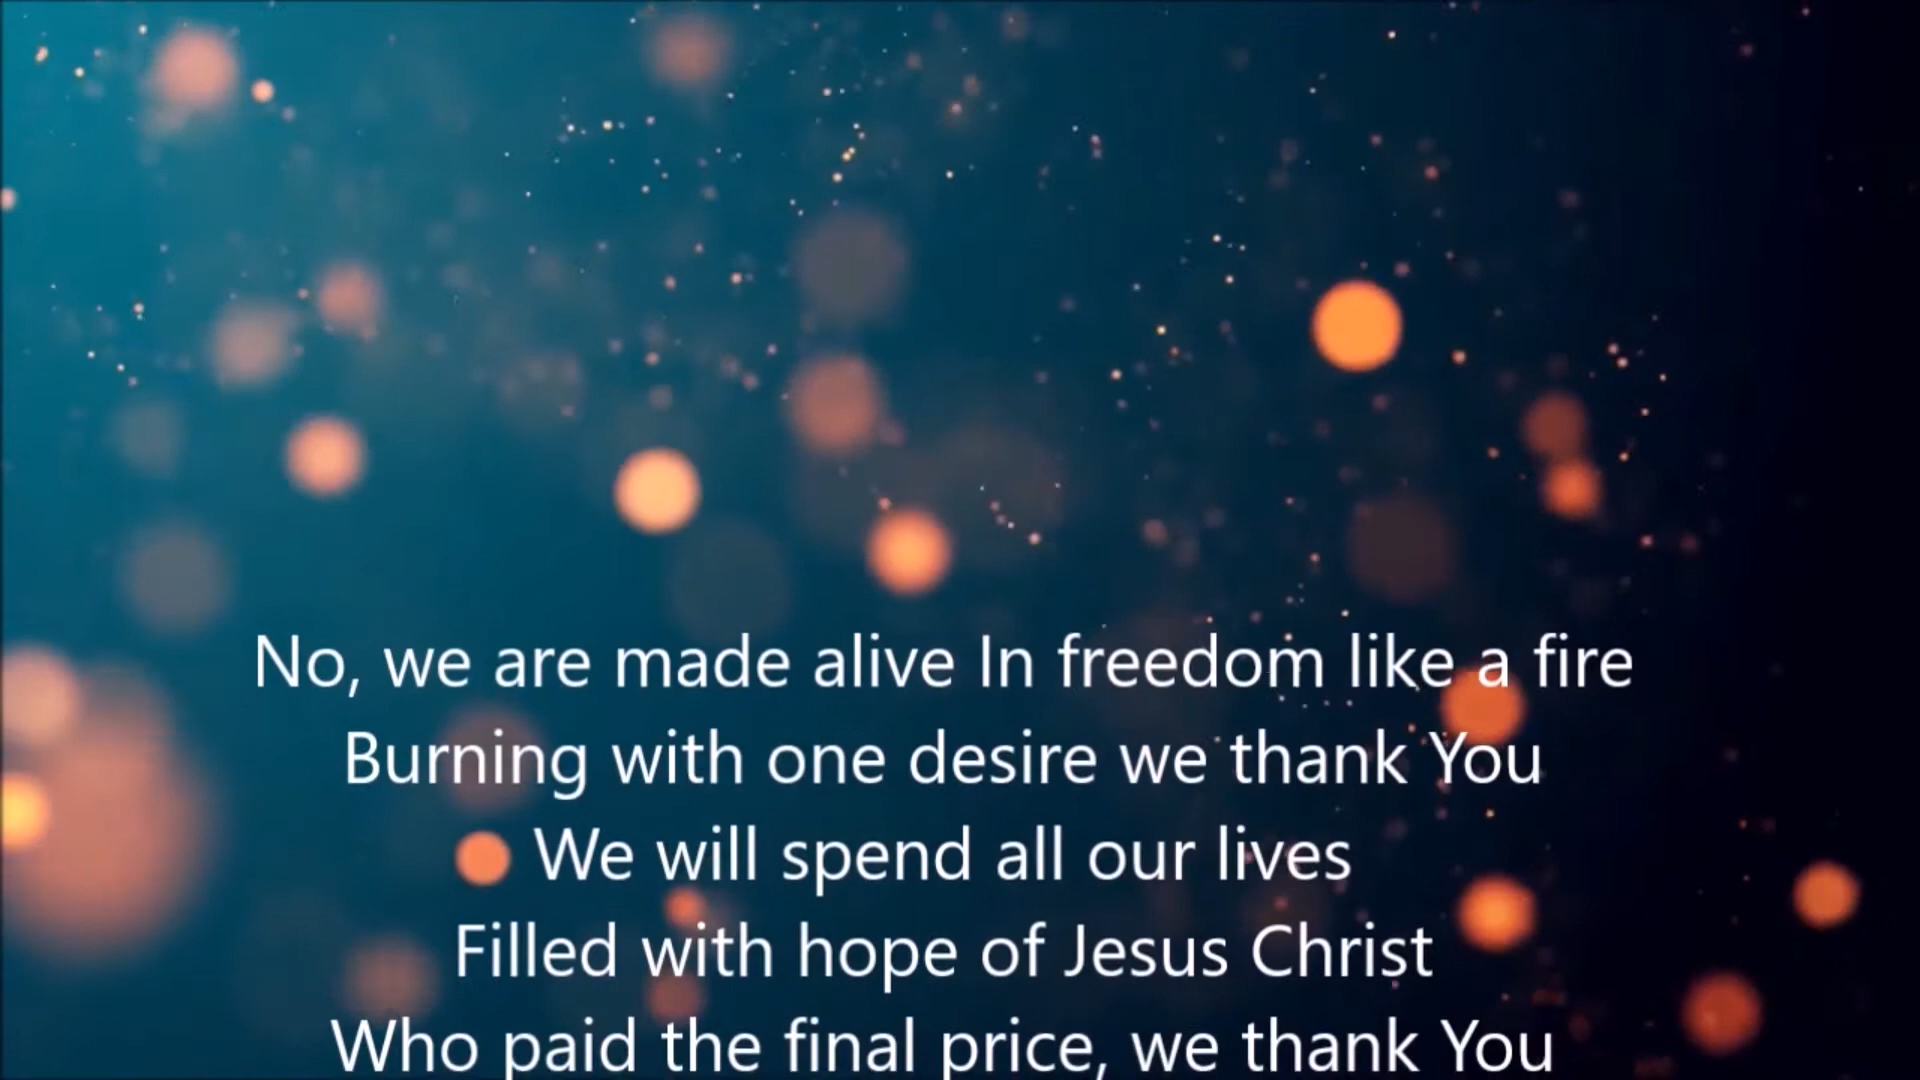 No, we are made alive In freedom like a fire
Burning with one desire we thank You
We will spend all our lives
Filled with hope of Jesus Christ
Who paid the final price, we thank You